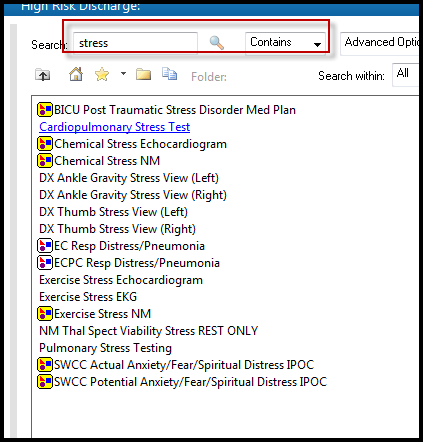 High Risk Discharge:
Search: stress Contains Advanced Optio
Folder: Search within: All
BICU Post Traumatic Stress Disorder Med Plan
Cardiopulmonary Stress Test
Chemical Stress Echocardiogram
Chemical Stress NM
DX Ankle Gravity Stress View (Left)
DX Ankle Gravity Stress View (Right)
DX Thumb Stress View (Left)
DX Thumb Stress View (Right)
EC Resp Distress/Pneumonia
ECPC Resp Distress/Pneumonia
Exercise Stress Echocardiogram
Exercise Stress EKG
Exercise Stress NM
NM Thal Spect Viability Stress REST ONLY
Pulmonary Stress Testing
SWCC Actual Anxiety/Fear/Spiritual Distress IPOC
SWCC Potential Anxiety/Fear/Spiritual Distress IPOC